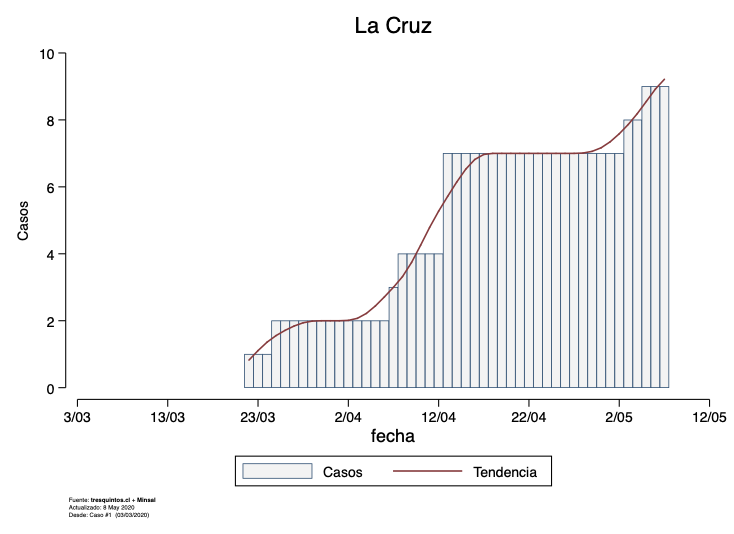 La Cruz
Casos
10
8
6
4
2
0
3/03 13/03 23/03 2/04 12/04 22/04 2/05 12/05
fecha
Casos Tendencia
Fuente: tresquintos.cl + Minsal
Actualizado: 8 May 2020
Desde: Caso #1 (03/03/2020)